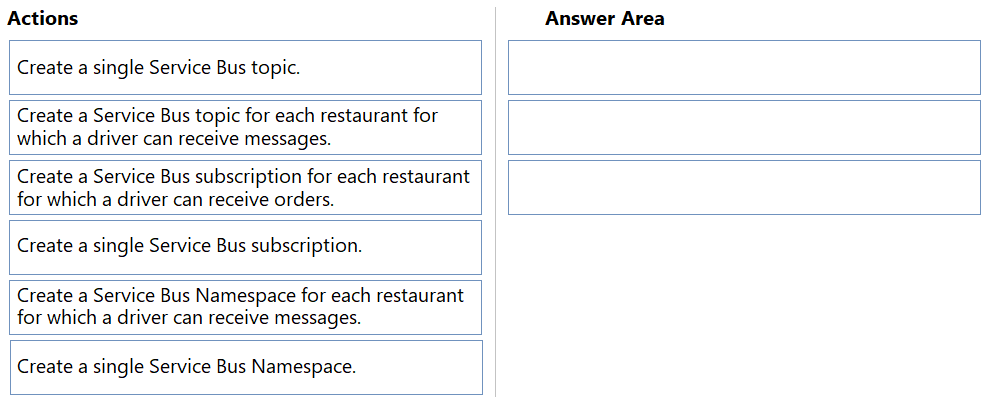 Actions
Answer Area
Create a single Service Bus topic.
Create a Service Bus topic for each restaurant for
which a driver can receive messages.
Create a Service Bus subscription for each restaurant
for which a driver can receive orders.
Create a single Service Bus subscription.
Create a Service Bus Namespace for each restaurant
for which a driver can receive messages.
Create a single Service Bus Namespace.